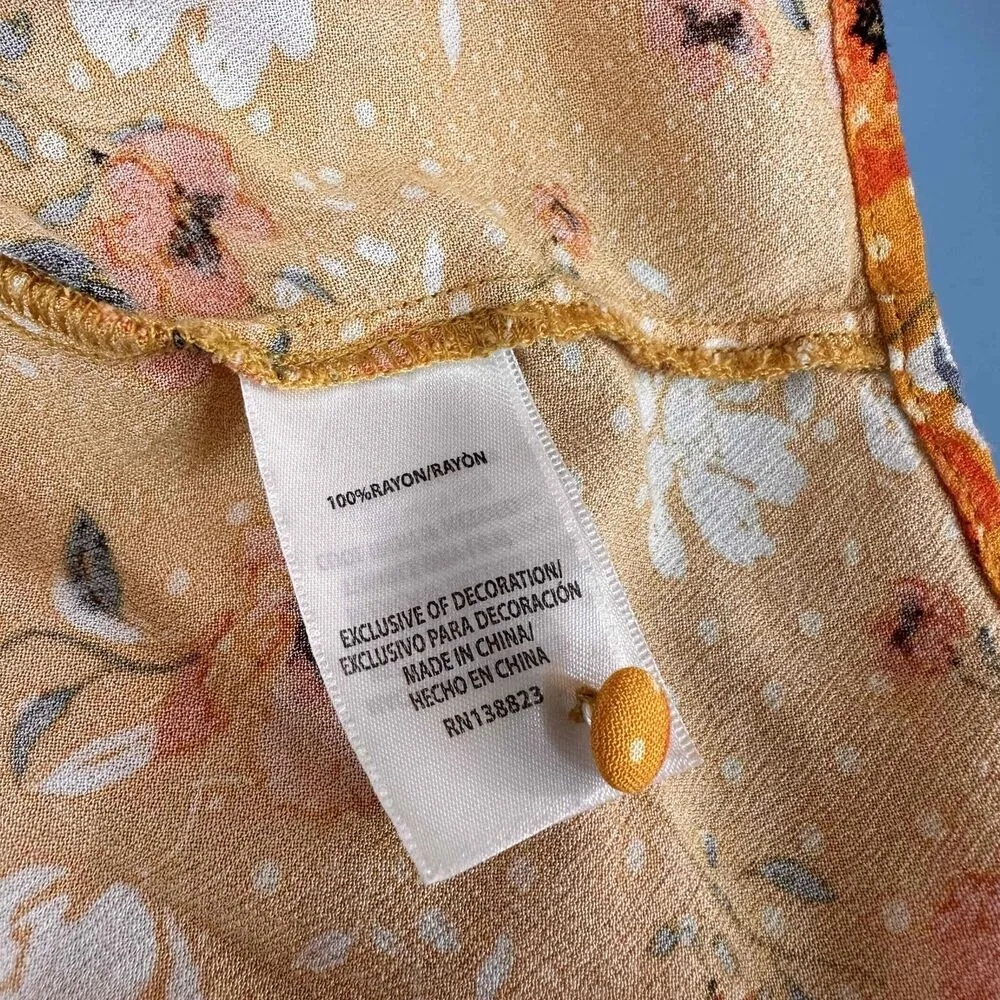 100%RAYON/RAYÒN
EXCLUSIVE OF DECORATION/
EXCLUSIVO PARA DECORACIÓN
MADE IN CHINA/
HECHO EN CHINA
RN138823